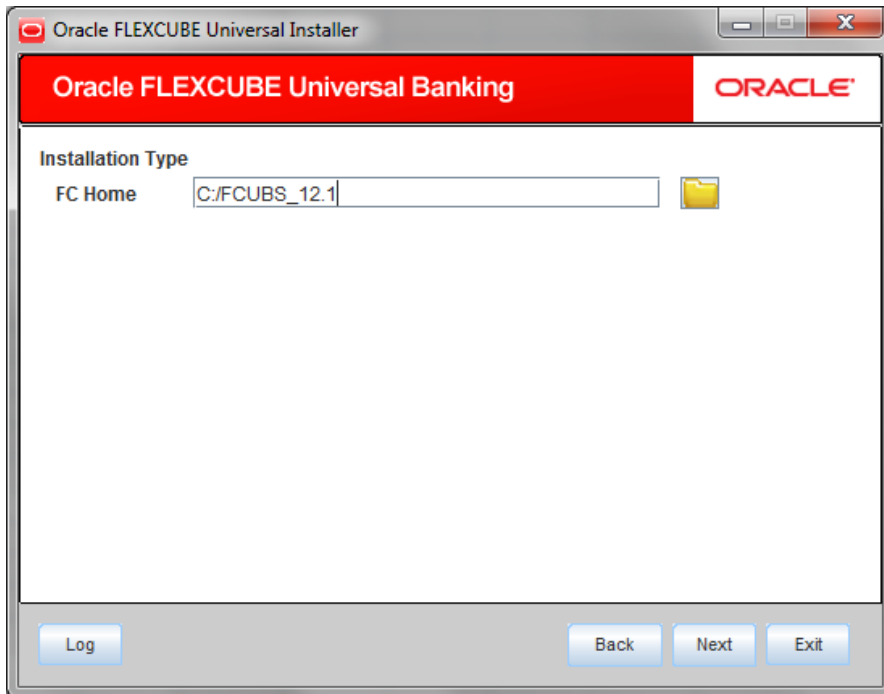 Oracle FLEXCUBE Universal Installer
Oracle FLEXCUBE Universal Banking
ORACLE
Installation Type
FC Home C:/FCUBS_12.1
Log Back Next Exit